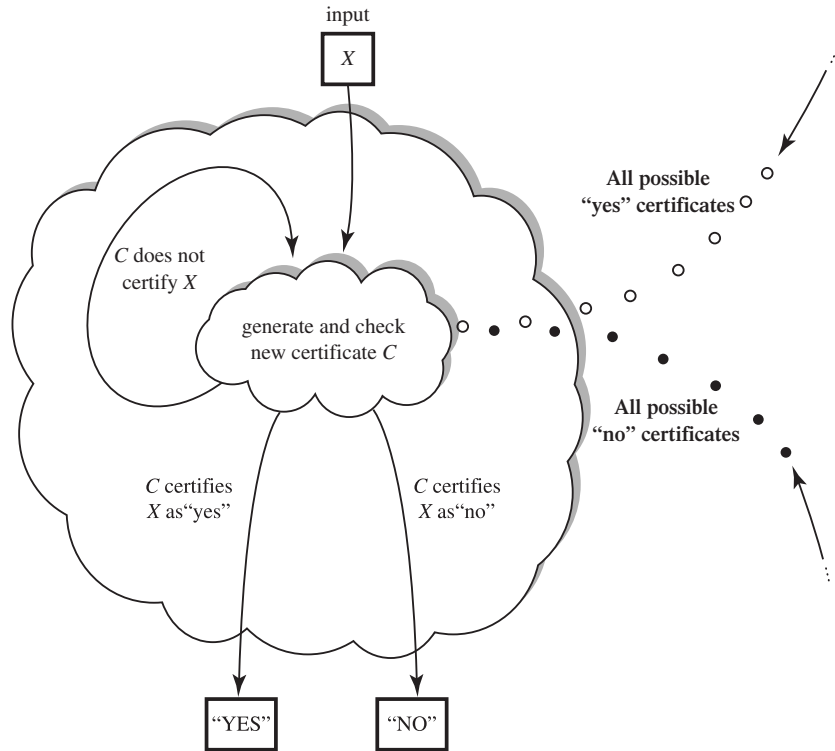 input
X
All possible
“yes” certificates
C does not
certify X
generate and check
new certificate C
All possible
“no” certificates
C certifies
X as“yes”
C certifies
X as“no”
“YES”
“NO”